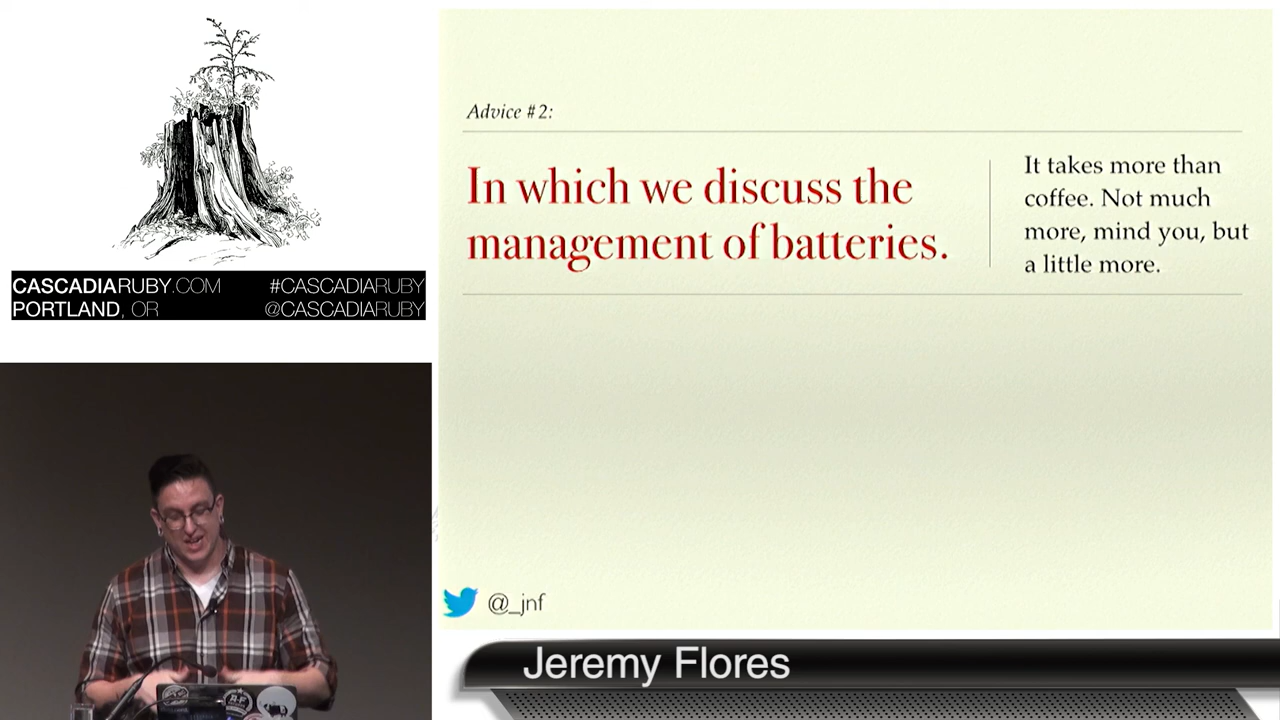 CASCADIARUBY.COM #CASCADIARUBY
PORTLAND, OR @CASCADIARUBY
Advice #2:
In which we discuss the
management of batteries.
It takes more than
coffee. Not much
more, mind you, but
a little more.
@_jnf
Jeremy Flores